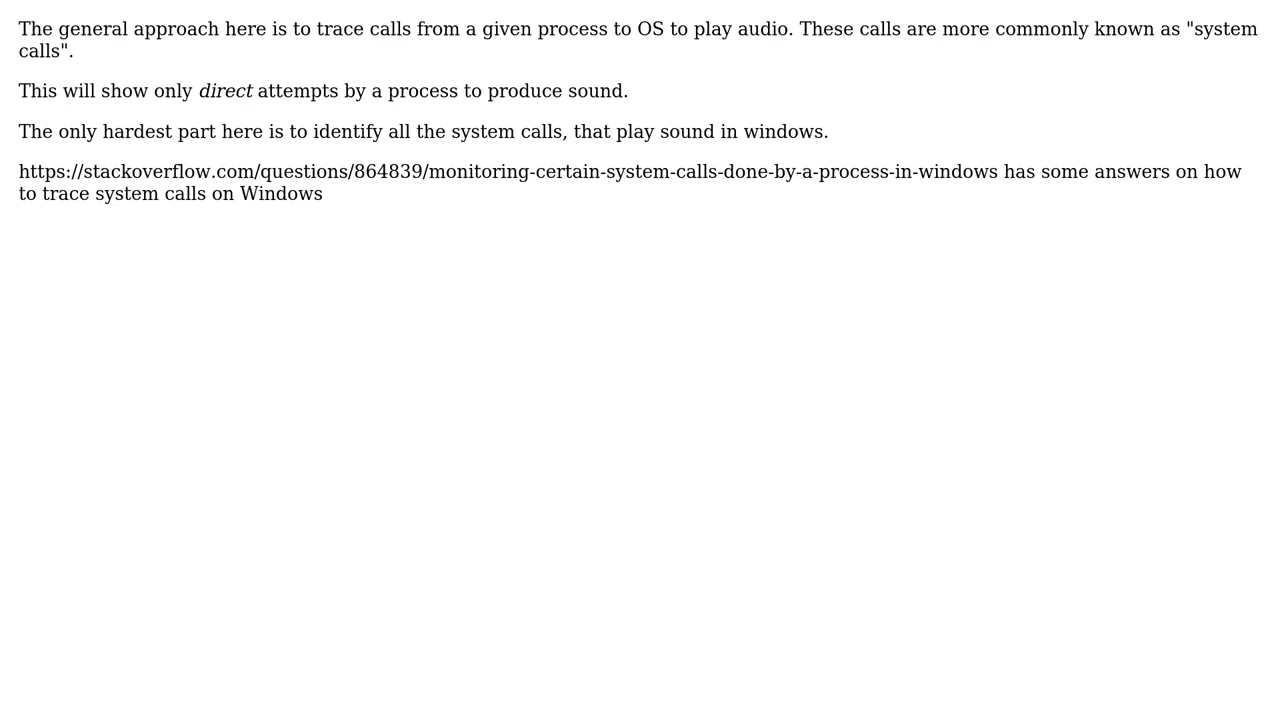 The general approach here is to trace calls from a given process to OS to play audio. These calls are more commonly known as "system
calls".
This will show only direct attempts by a process to produce sound.
The only hardest part here is to identify all the system calls, that play sound in windows.
https://stackoverflow.com/questions/864839/monitoring-certain-system-calls-done-by-a-process-in-windows has some answers on how
to trace system calls on Windows